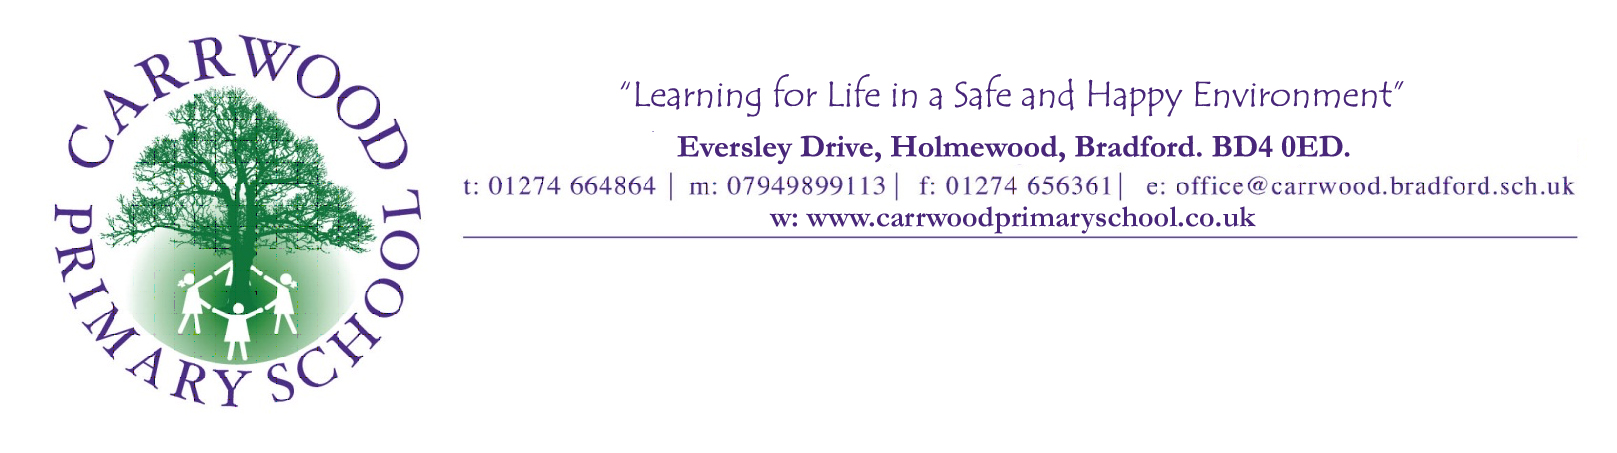 CARRWOOD PRIMARY SCHOOL
“Learning for Life in a Safe and Happy Environment”
Eversley Drive, Holmewood, Bradford. BD4 0ED.
t: 01274 664864 | m: 07949899113 | f: 01274 656361 | e: office@carrwood.bradford.sch.uk
w: www.carrwoodprimaryschool.co.uk